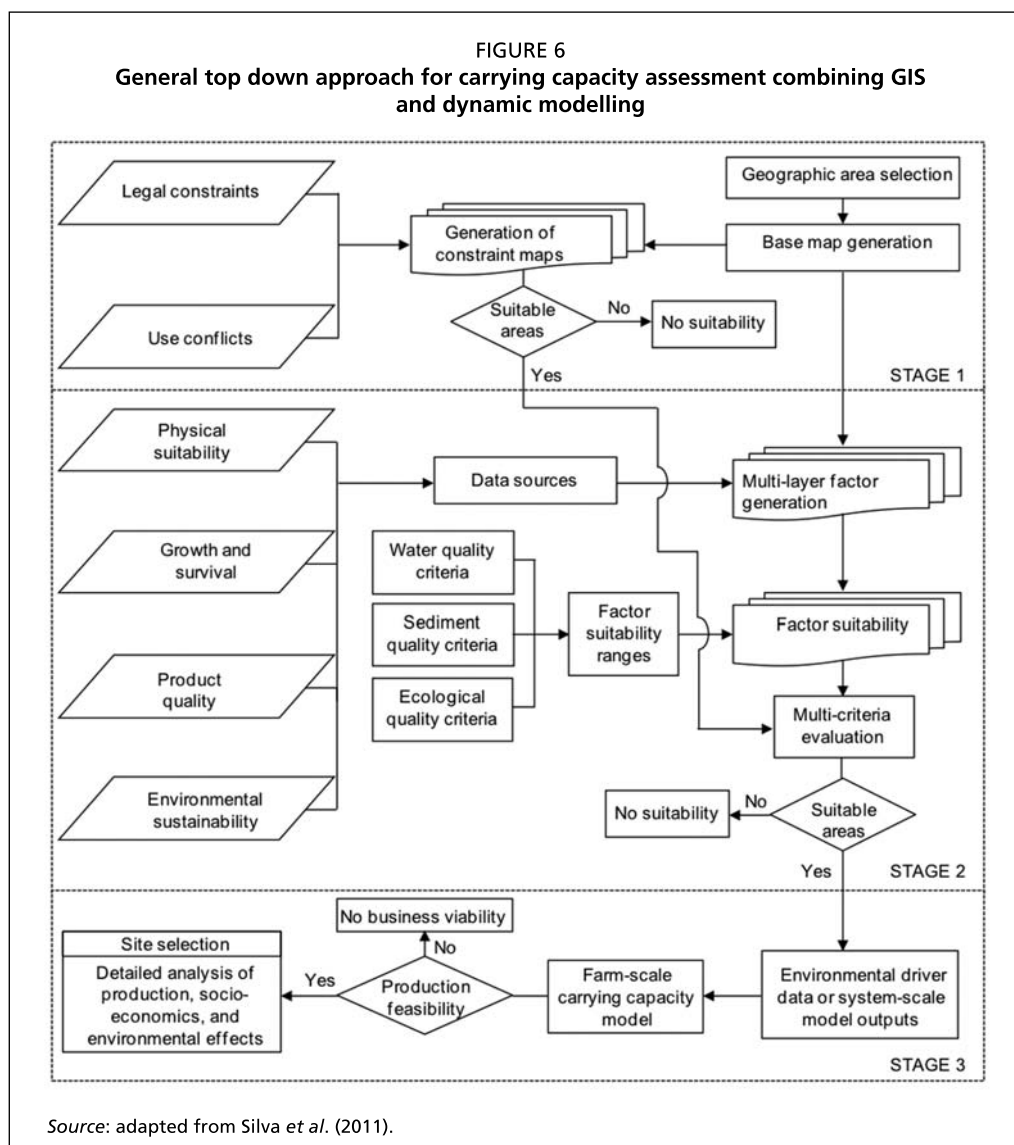 FIGURE 6
General top down approach for carrying capacity assessment combining GIS
and dynamic modelling
Legal constraints
Use conflicts
Generation of
constraint maps
Geographic area selection
Base map generation
Suitable
areas
No
No suitability
Yes
STAGE 1
Physical
suitability
Growth and
survival
Product
quality
Environmental
sustainability
Data sources
Multi-layer factor
generation
Water quality
criteria
Sediment
quality criteria
Ecological
quality criteria
Factor
suitability
ranges
Factor suitability
Multi-criteria
evaluation
Suitable
areas
No
No suitability
Yes
STAGE 2
Environmental driver
data or system-scale
model outputs
Farm-scale
carrying capacity
model
Production
feasibility
No
No business viability
Yes
Site selection
Detailed analysis of
production, socio-
economics, and
environmental effects
STAGE 3
Source: adapted from Silva et al. (2011).